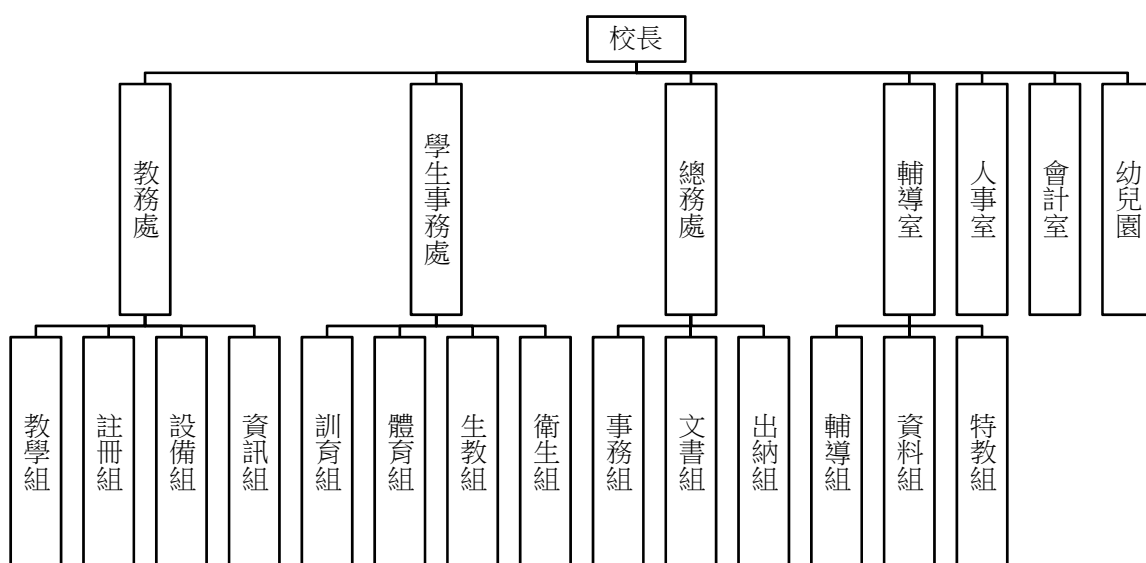 校長
教務處
學生事務處
總務處
輔導室
人事室
會計室
幼兒園
教學組
註冊組
設備組
資訊組
訓育組
體育組
生教組
衛生組
事務組
文書組
出納組
輔導組
資料組
特教組